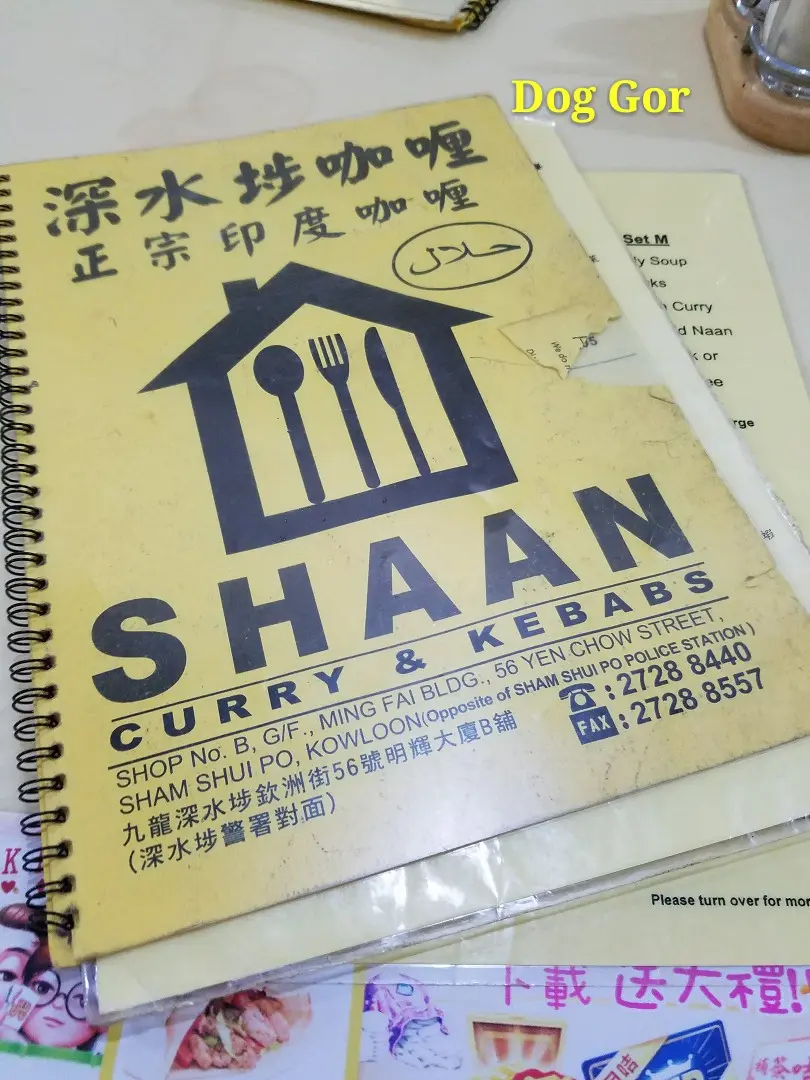 Dog Gor
深水埗咖喱
正宗印度咖喱
حلال
SHAAN
CURRY & KEBABS
SHOP No. B, G/F., MING FAI BLDG., 56 YEN CHOW STREET,
SHAM SHUI PO, KOWLOON(Opposite of SHAM SHUI PO POLICE STATION)
九龍深水埗欽洲街56號明輝大廈B舖
(深水埗警署對面)
☎:2728 8440
FAX:2728 8557
Set M
Soup
Curry
Naan
or
We do
Please turn over for
K
下載 送大禮!